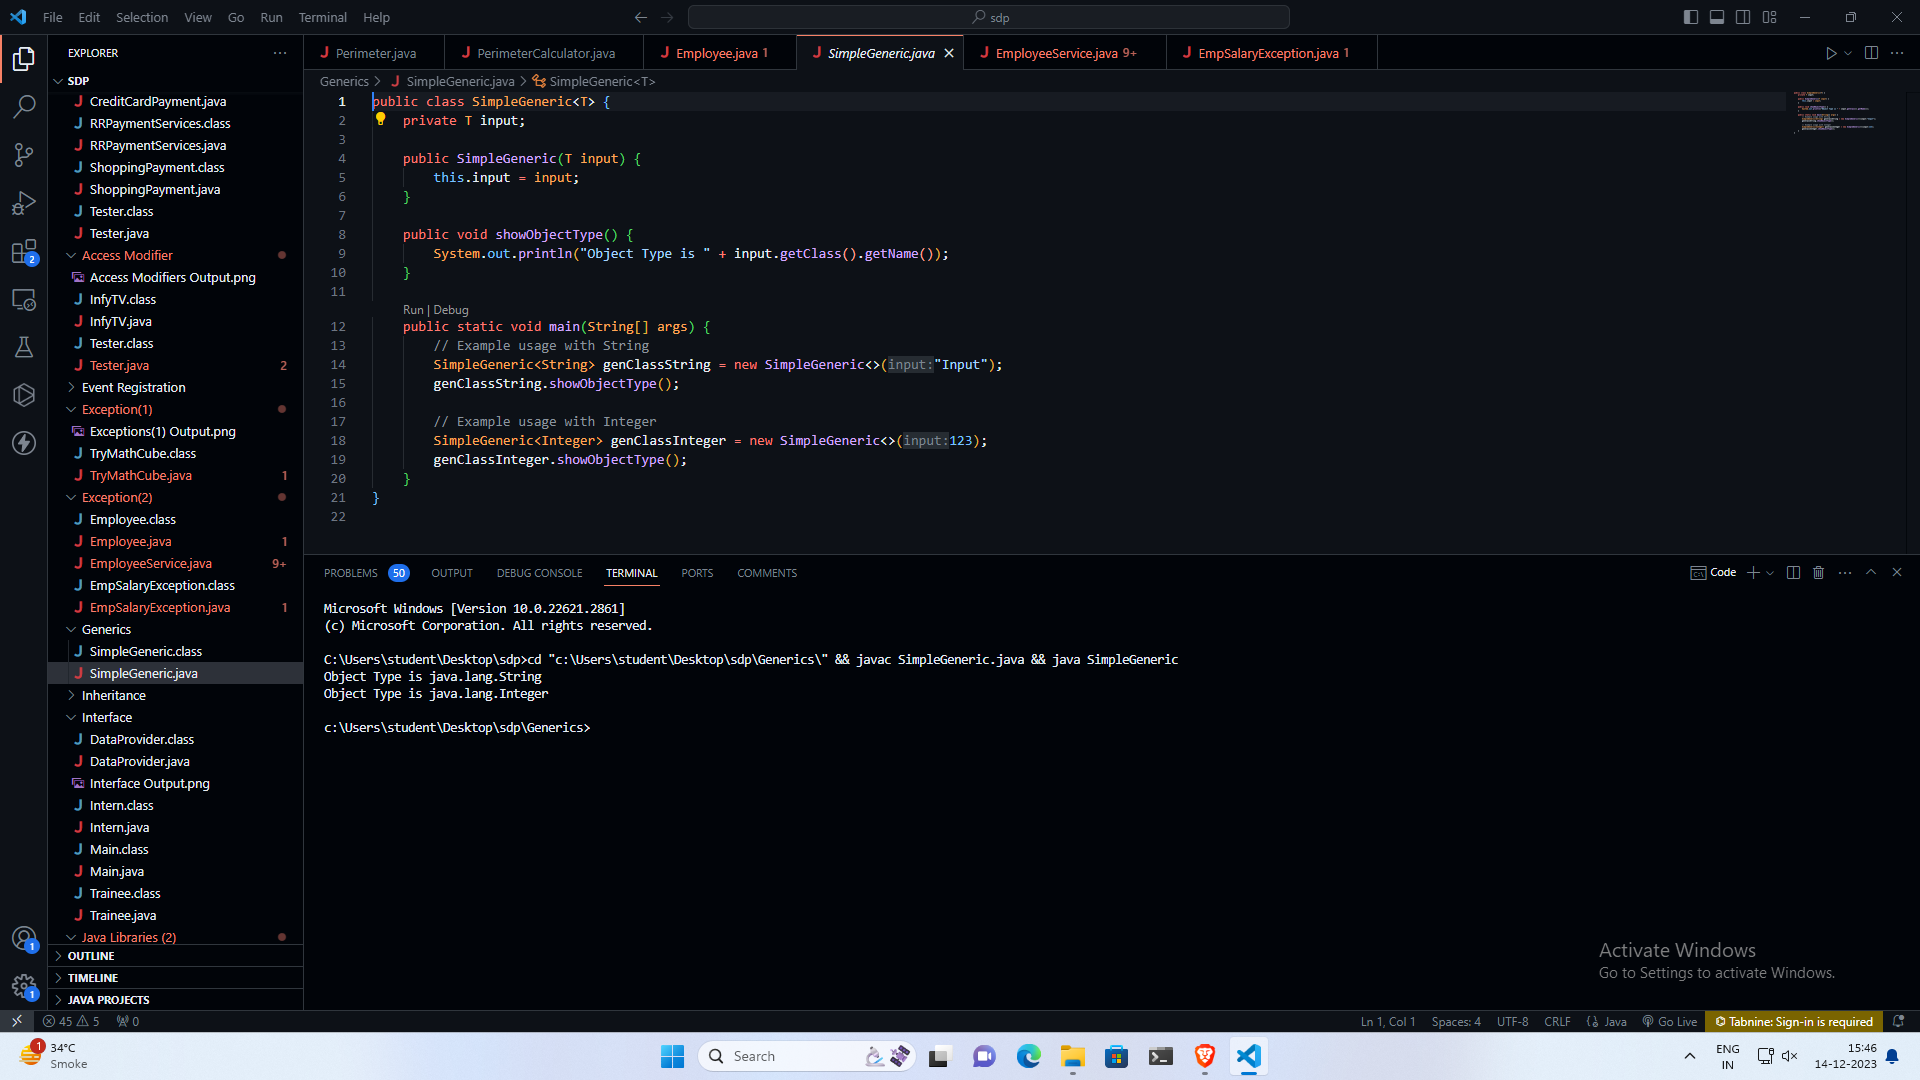 File Edit Selection View Go Run Terminal Help
sdp
EXPLORER
SDP
CreditCardPayment.java
RRPaymentServices.class
RRPaymentServices.java
ShoppingPayment.class
ShoppingPayment.java
Tester.class
Tester.java
Access Modifier
Access Modifiers Output.png
InfyTV.class
InfyTV.java
Tester.class
Tester.java 2
Event Registration
Exception(1)
Exceptions(1) Output.png
TryMathCube.class
TryMathCube.java 1
Exception(2)
Employee.class
Employee.java 1
EmployeeService.java 9+
EmpSalaryException.class
EmpSalaryException.java 1
Generics
SimpleGeneric.class
SimpleGeneric.java
Inheritance
Interface
DataProvider.class
DataProvider.java
Interface Output.png
Intern.class
Intern.java
Main.class
Main.java
Trainee.class
Trainee.java
Java Libraries (2)
OUTLINE
TIMELINE
JAVA PROJECTS
2
1
1
Perimeter.java PerimeterCalculator.java Employee.java 1 SimpleGeneric.java EmployeeService.java 9+ EmpSalaryException.java 1
Generics > SimpleGeneric.java > SimpleGeneric<T>
1 public class SimpleGeneric<T> {
2 private T input;
3
4 public SimpleGeneric(T input) {
5 this.input = input;
6 }
7
8 public void showObjectType() {
9 System.out.println("Object Type is " + input.getClass().getName());
10 }
11
Run | Debug
12 public static void main(String[] args) {
13 // Example usage with String
14 SimpleGeneric<String> genClassString = new SimpleGeneric<>(input:"Input");
15 genClassString.showObjectType();
16
17 // Example usage with Integer
18 SimpleGeneric<Integer> genClassInteger = new SimpleGeneric<>(input:123);
19 genClassInteger.showObjectType();
20 }
21 }
22
PROBLEMS 50 OUTPUT DEBUG CONSOLE TERMINAL PORTS COMMENTS
Code
Microsoft Windows [Version 10.0.22621.2861]
(c) Microsoft Corporation. All rights reserved.
C:\Users\student\Desktop\sdp>cd "c:\Users\student\Desktop\sdp\Generics\" && javac SimpleGeneric.java && java SimpleGeneric
Object Type is java.lang.String
Object Type is java.lang.Integer
c:\Users\student\Desktop\sdp\Generics>
Activate Windows
Go to Settings to activate Windows.
45 5 0
Ln 1, Col 1 Spaces: 4 UTF-8 CRLF {} Java Go Live Tabnine: Sign-in is required
1
34°C
Smoke
Search
ENG
IN
15:46
14-12-2023